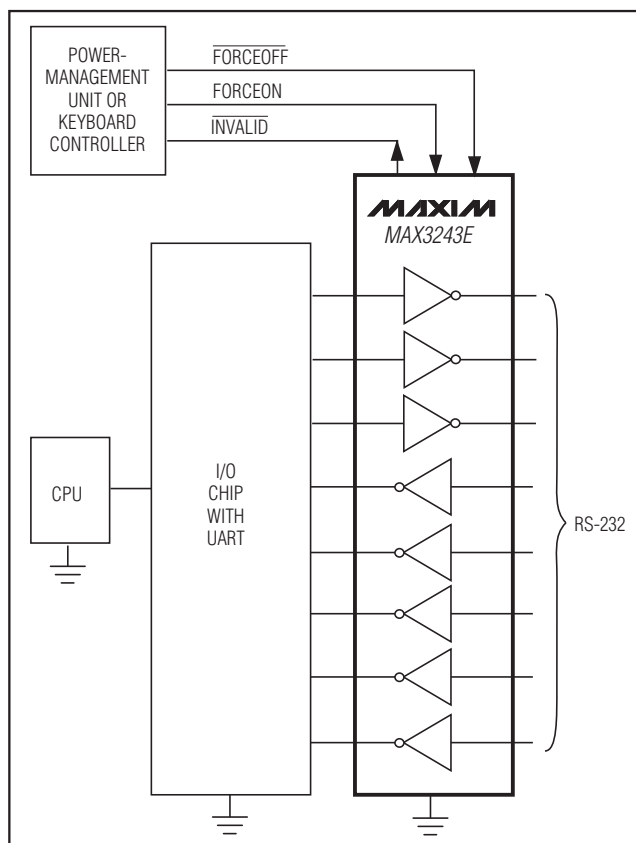 POWER-
MANAGEMENT
UNIT OR
KEYBOARD
CONTROLLER
FORCEOFF
FORCEON
INVALID
MAXIM
MAX3243E
CPU
I/O
CHIP
WITH
UART
RS-232